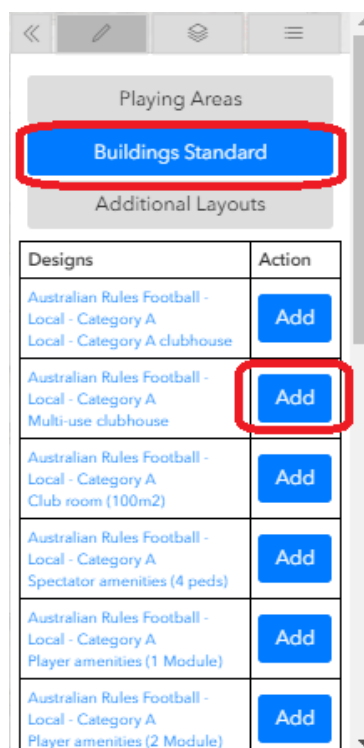 Playing Areas
Buildings Standard
Additional Layouts
Designs Action
Australian Rules Football -
Local - Category A
Local - Category A clubhouse
Add
Australian Rules Football -
Local - Category A
Multi-use clubhouse
Add
Australian Rules Football -
Local - Category A
Club room (100m2)
Add
Australian Rules Football -
Local - Category A
Spectator amenities (4 peds)
Add
Australian Rules Football -
Local - Category A
Player amenities (1 Module)
Add
Australian Rules Football -
Local - Category A
Player amenities (2 Module)
Add